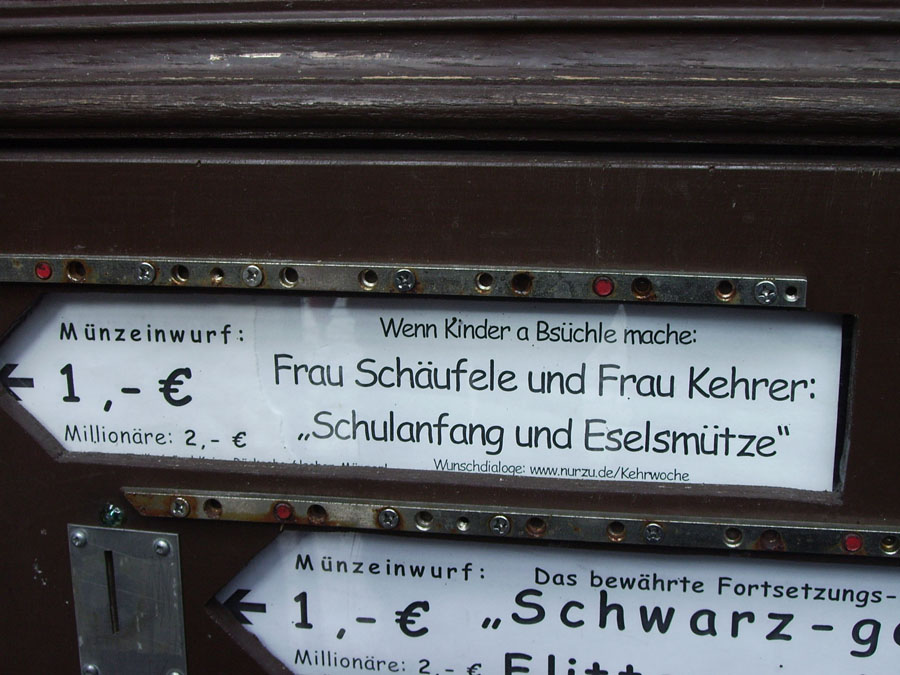 Münzeinwurf:
1,- €
Millionäre: 2,- €
Wenn Kinder a Bsüchle mache:
Frau Schäufele und Frau Kehrer:
„Schulanfang und Eselsmütze“
Wunschdialoge: www.nurzu.de/Kehrwoche
Münzeinwurf:
1,- €
Millionäre: 2,- €
Das bewährte Fortsetzungs-
„Schwarz-g